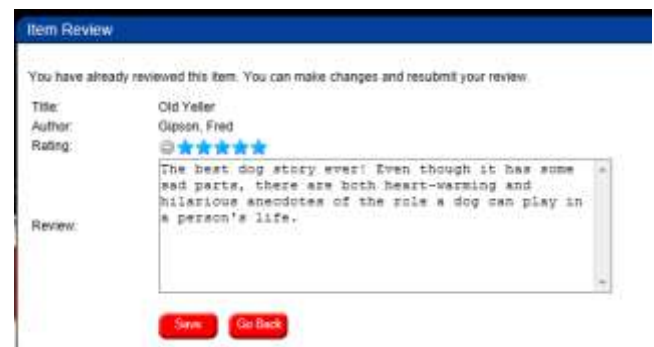 Item Review
You have already reviewed this item. You can make changes and resubmit your review.
Title: Old Yeller
Author: Gipson, Fred
Rating:
The best dog story ever! Even though it has some
sad parts, there are both heart-warming and
hilarious anecdotes of the role a dog can play in
a person's life.
Review:
Save Go Back